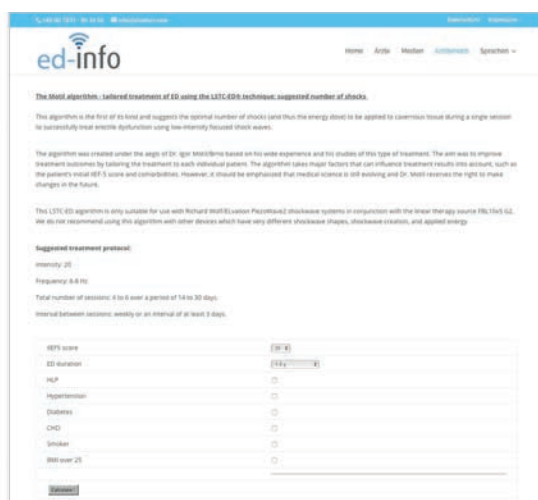 ed-info
Home Ärzte Medien Sprachen
The Motil algorithm - tailored treatment of ED using the LSTC-ED® technique: suggested number of shocks
This algorithm is the first of its kind and suggests the optimal number of shocks (and thus the energy dose) to be applied to cavernous tissue during a single session
to successfully treat erectile dysfunction using low-intensity focused shock waves.
The algorithm was created under the aegis of Dr. Igor Motil/Brno based on his wide experience and his studies of this type of treatment. The aim was to improve
treatment outcomes by tailoring the treatment to each individual patient. The algorithm takes major factors that can influence treatment results into account, such as
the patient's initial IIEF-5 score and comorbidities. However, it should be emphasized that medical science is still evolving and Dr. Motil reserves the right to make
changes in the future.
This LSTC-ED algorithm is only suitable for use with Richard Wolf/ELvation PiezoWave2 shockwave systems in conjunction with the linear therapy source FBL10x5 G2.
We do not recommend using this algorithm with other devices which have very different shockwave shapes, shockwave creation, and applied energy.
Suggested treatment protocol:
Intensity: 20
Frequency: 6-8 Hz
Total number of sessions: 4 to 6 over a period of 14 to 30 days.
Interval between sessions: weekly or an interval of at least 3 days.
IIEF5 score
ED duration
HLP
Hypertension
Diabetes
CHD
Smoker
BMI over 25
Calculate